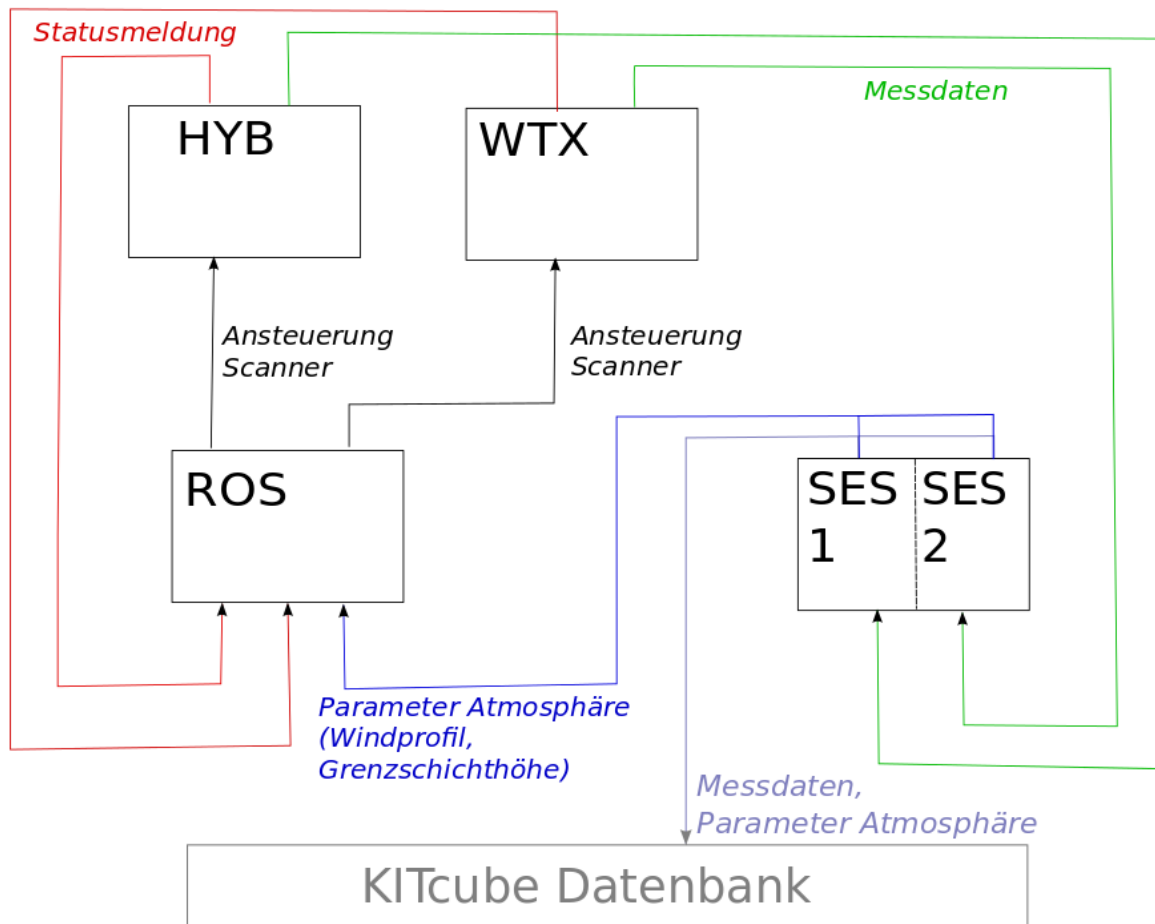 Statusmeldung
Messdaten
HYB
WTX
Ansteuerung
Scanner
Ansteuerung
Scanner
ROS
SES
1
SES
2
Parameter Atmosphäre
(Windprofil,
Grenzschichthöhe)
Messdaten,
Parameter Atmosphäre
KITcube Datenbank